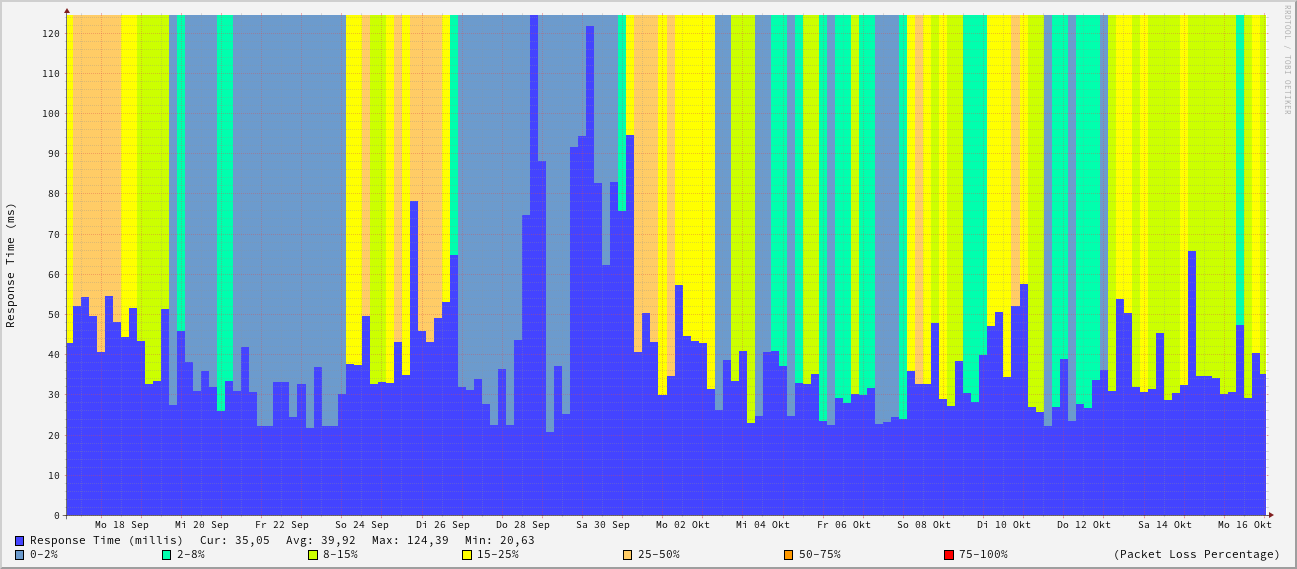 RRDTOOL / TOBI OETIKER
Response Time (ms)
120
110
100
90
80
70
60
50
40
30
20
10
0
Mo 18 Sep Mi 20 Sep Fr 22 Sep So 24 Sep Di 26 Sep Do 28 Sep Sa 30 Sep Mo 02 Okt Mi 04 Okt Fr 06 Okt So 08 Okt Di 10 Okt Do 12 Okt Sa 14 Okt Mo 16 Okt
Response Time (millis) Cur: 35,05 Avg: 39,92 Max: 124,39 Min: 20,63
0-2% 2-8% 8-15% 15-25% 25-50% 50-75% 75-100% (Packet Loss Percentage)